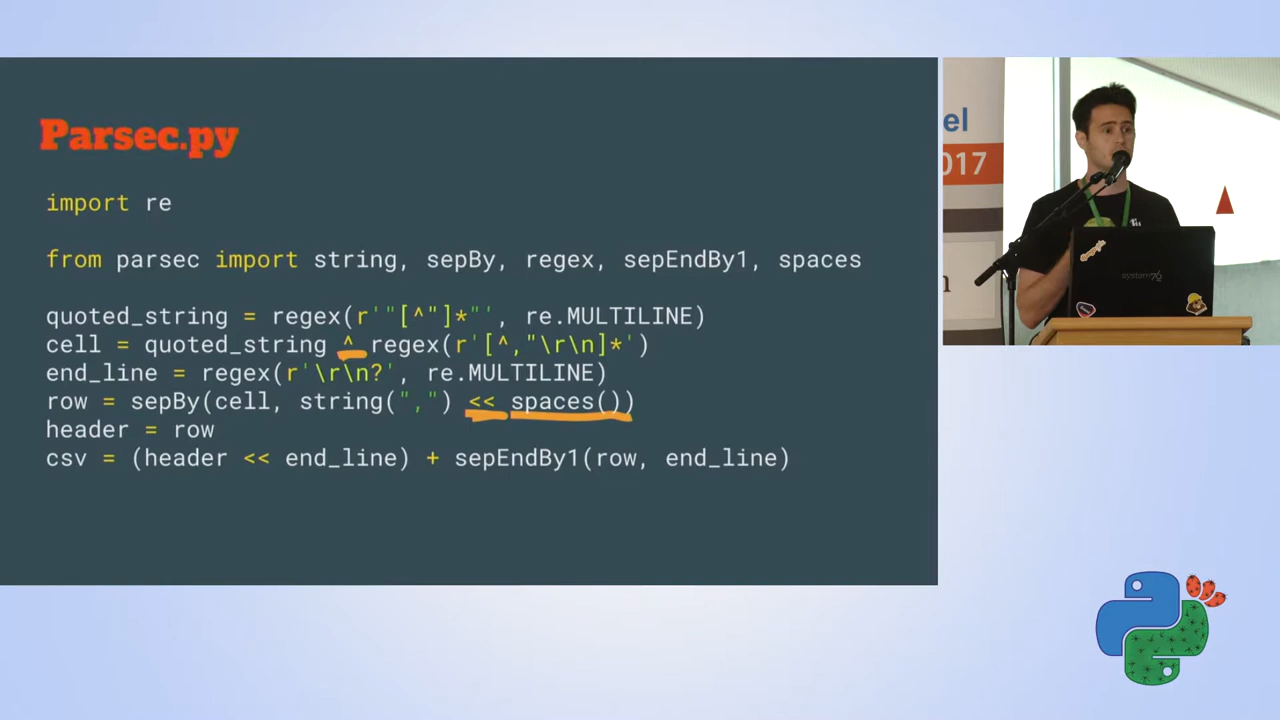 Parsec.py
import re
from parsec import string, sepBy, regex, sepEndBy1, spaces
quoted_string = regex(r'"[^"]*"', re.MULTILINE)
cell = quoted_string ^ regex(r'[^,"\r\n]*')
end_line = regex(r'\r\n?', re.MULTILINE)
row = sepBy(cell, string(",") << spaces())
header = row
csv = (header << end_line) + sepEndBy1(row, end_line)
el
017
n
system76